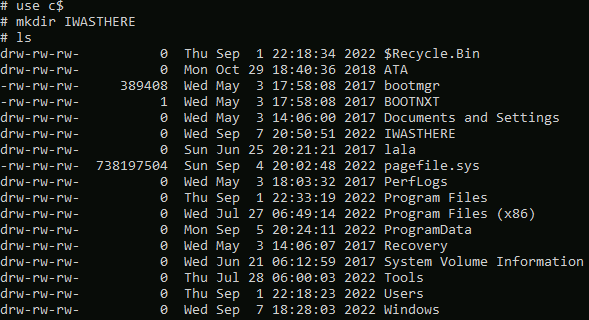 # use c$
# mkdir IWASTHERE
# ls
drw-rw-rw-          0  Thu Sep  1 22:18:34 2022 $Recycle.Bin
drw-rw-rw-          0  Mon Oct 29 18:40:36 2018 ATA
-rw-rw-rw-     389408  Wed May  3 17:58:08 2017 bootmgr
-rw-rw-rw-          1  Wed May  3 17:58:08 2017 BOOTNXT
drw-rw-rw-          0  Wed May  3 14:06:00 2017 Documents and Settings
drw-rw-rw-          0  Wed Sep  7 20:50:51 2022 IWASTHERE
drw-rw-rw-          0  Sun Jun 25 20:21:21 2017 lala
-rw-rw-rw-  738197504  Sun Sep  4 20:02:48 2022 pagefile.sys
drw-rw-rw-          0  Wed May  3 18:03:32 2017 PerfLogs
drw-rw-rw-          0  Thu Sep  1 22:33:19 2022 Program Files
drw-rw-rw-          0  Wed Jul 27 06:49:14 2022 Program Files (x86)
drw-rw-rw-          0  Mon Sep  5 20:24:11 2022 ProgramData
drw-rw-rw-          0  Wed May  3 14:06:07 2017 Recovery
drw-rw-rw-          0  Wed Jun 21 06:12:59 2017 System Volume Information
drw-rw-rw-          0  Thu Jul 28 06:00:03 2022 Tools
drw-rw-rw-          0  Thu Sep  1 22:18:23 2022 Users
drw-rw-rw-          0  Wed Sep  7 18:28:03 2022 Windows